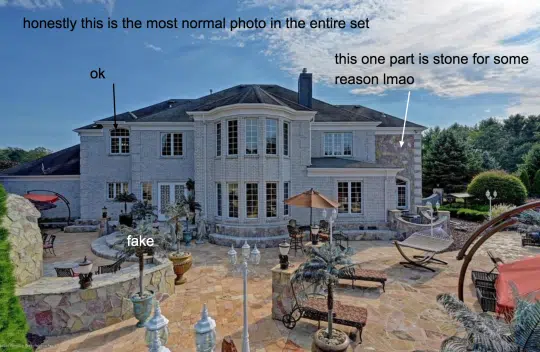 honestly this is the most normal photo in the entire set
this one part is stone for some
reason lmao
ok
fake